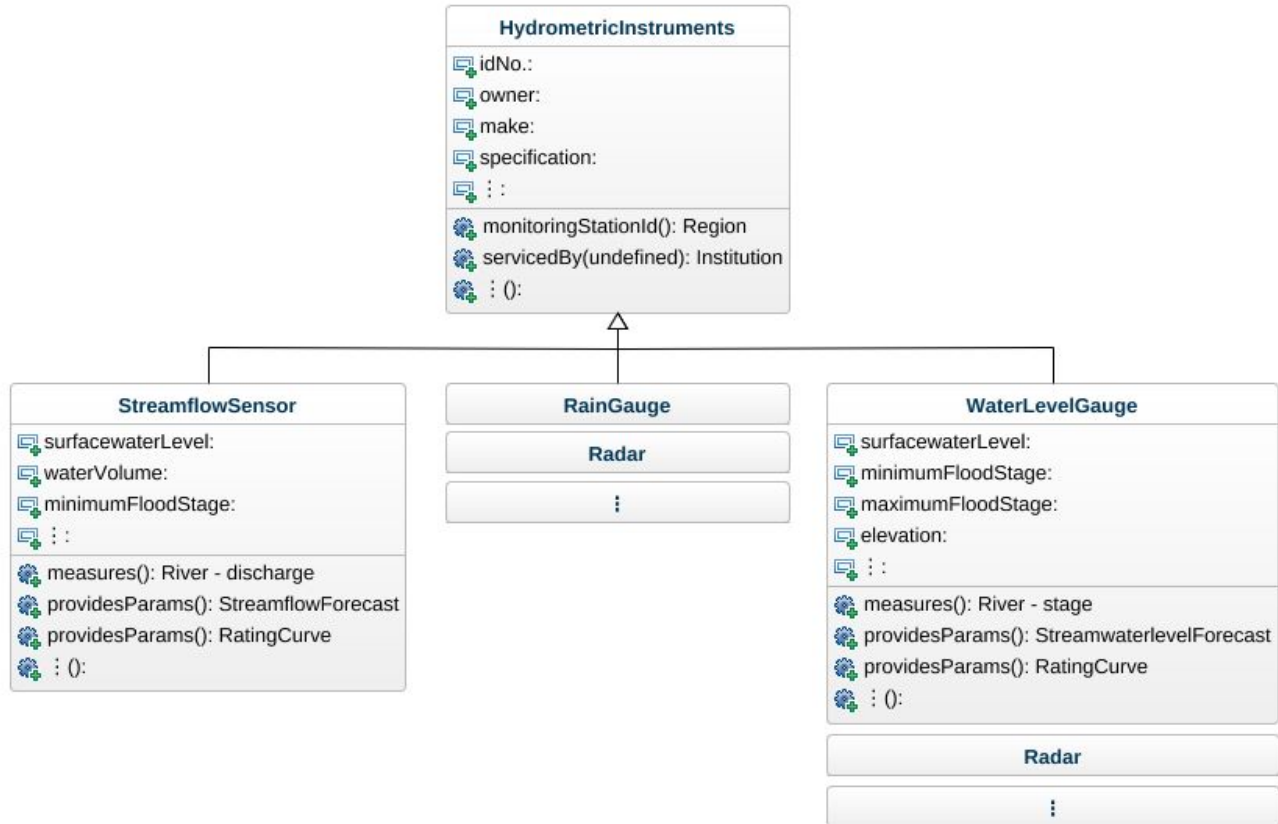 HydrometricInstruments
idNo.:
owner:
make:
specification:
⋮ :
monitoringStationId(): Region
servicedBy(undefined): Institution
⋮ ():
StreamflowSensor
surfacewaterLevel:
waterVolume:
minimumFloodStage:
⋮ :
measures(): River - discharge
providesParams(): StreamflowForecast
providesParams(): RatingCurve
⋮ ():
RainGauge
Radar
⋮
WaterLevelGauge
surfacewaterLevel:
minimumFloodStage:
maximumFloodStage:
elevation:
⋮ :
measures(): River - stage
providesParams(): StreamwaterlevelForecast
providesParams(): RatingCurve
⋮ ():
Radar
⋮